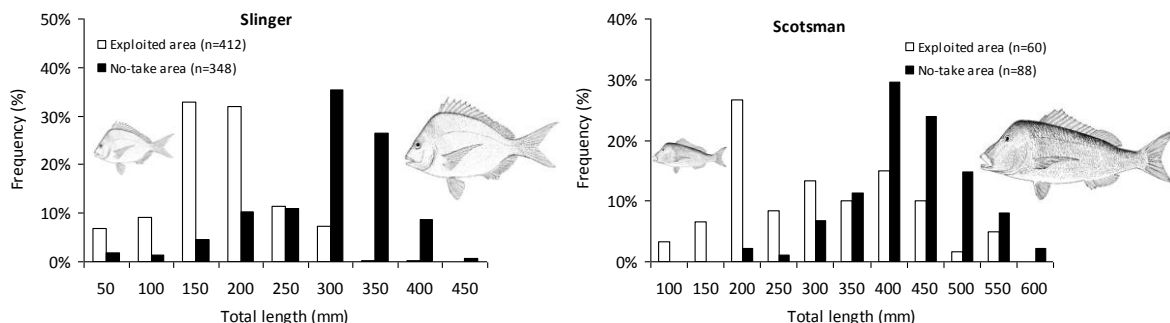 Slinger
50%
40%
30%
20%
10%
0%
Frequency (%)
Exploited area (n=412)
No-take area (n=348)
50 100 150 200 250 300 350 400 450
Total length (mm)
Scotsman
40%
30%
20%
10%
0%
Frequency (%)
Exploited area (n=60)
No-take area (n=88)
100 150 200 250 300 350 400 450 500 550 600
Total length (mm)